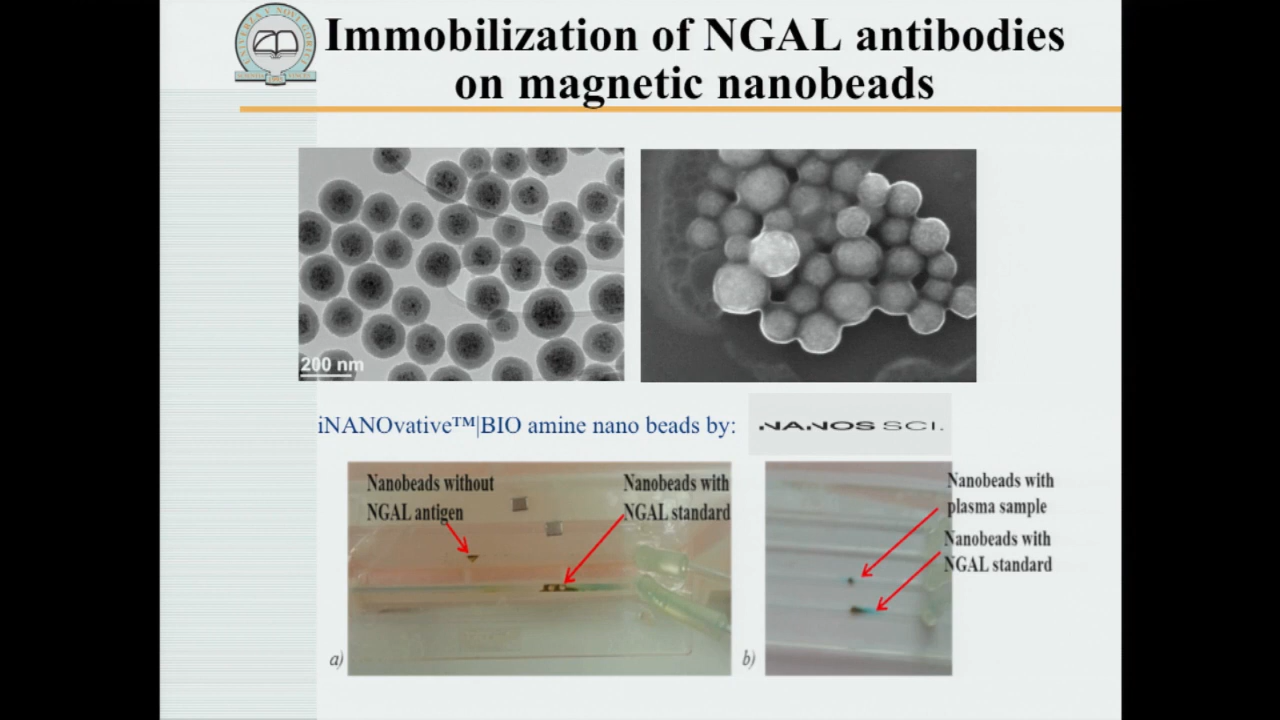 Immobilization of NGAL antibodies
on magnetic nanobeads
200 nm
iNANOvative™|BIO amine nano beads by:
NANOS SCI.
Nanobeads without
NGAL antigen
Nanobeads with
NGAL standard
a)
Nanobeads with
plasma sample
Nanobeads with
NGAL standard
b)